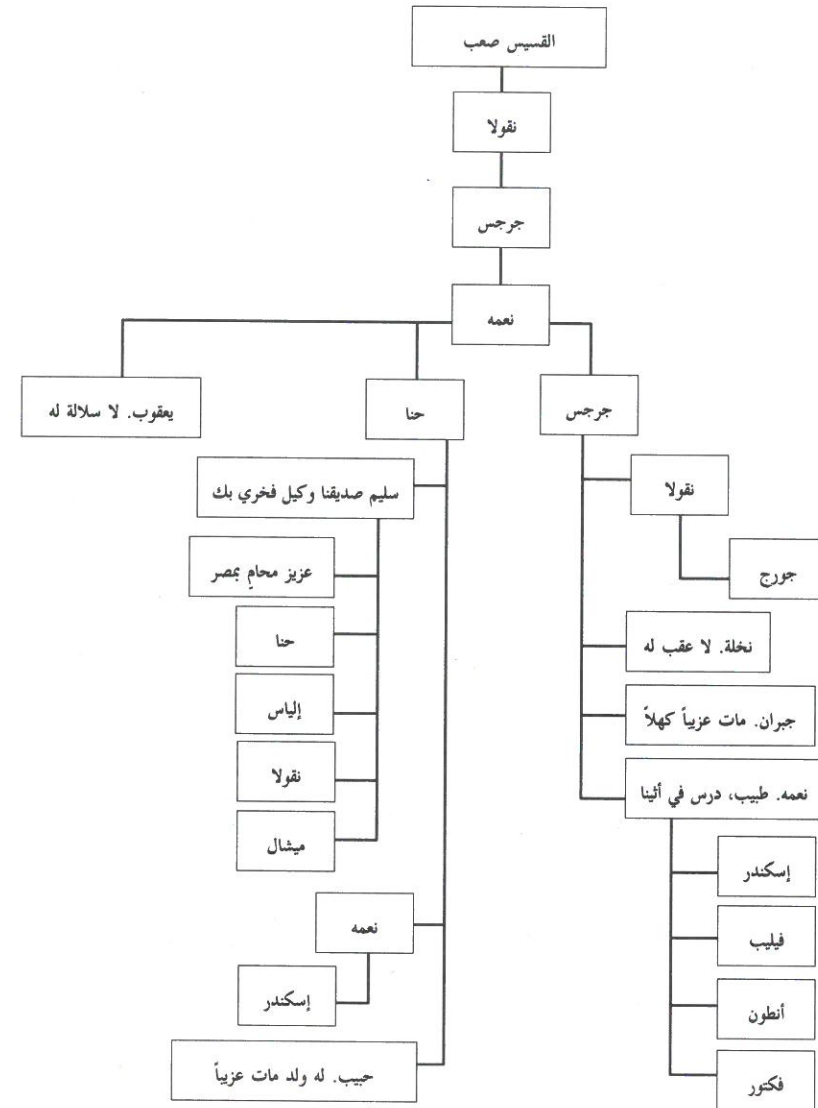 القسيس صعب
نقولا
جرجس
نعمه
جرجس
نقولا
جورج
نخلة. لا عقب له
جبران. مات عزيباً كهلاً
نعمه. طبيب، درس في أثينا
إسكندر
فيليب
أنطون
فكتور
حنا
سليم صديقنا وكيل فخري بك
عزيز محامٍ بمصر
حنا
إلياس
نقولا
ميشال
نعمه
إسكندر
حبيب. له ولد مات عزيباً
يعقوب. لا سلالة له